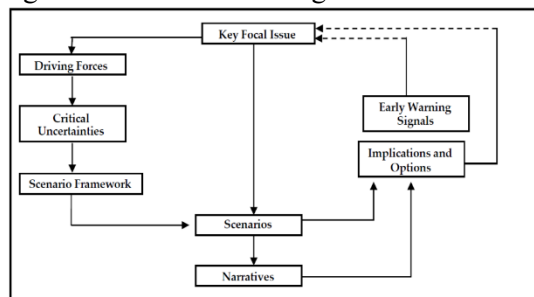 Key Focal Issue
Driving Forces
Critical
Uncertainties
Scenario Framework
Early Warning
Signals
Implications and
Options
Scenarios
Narratives